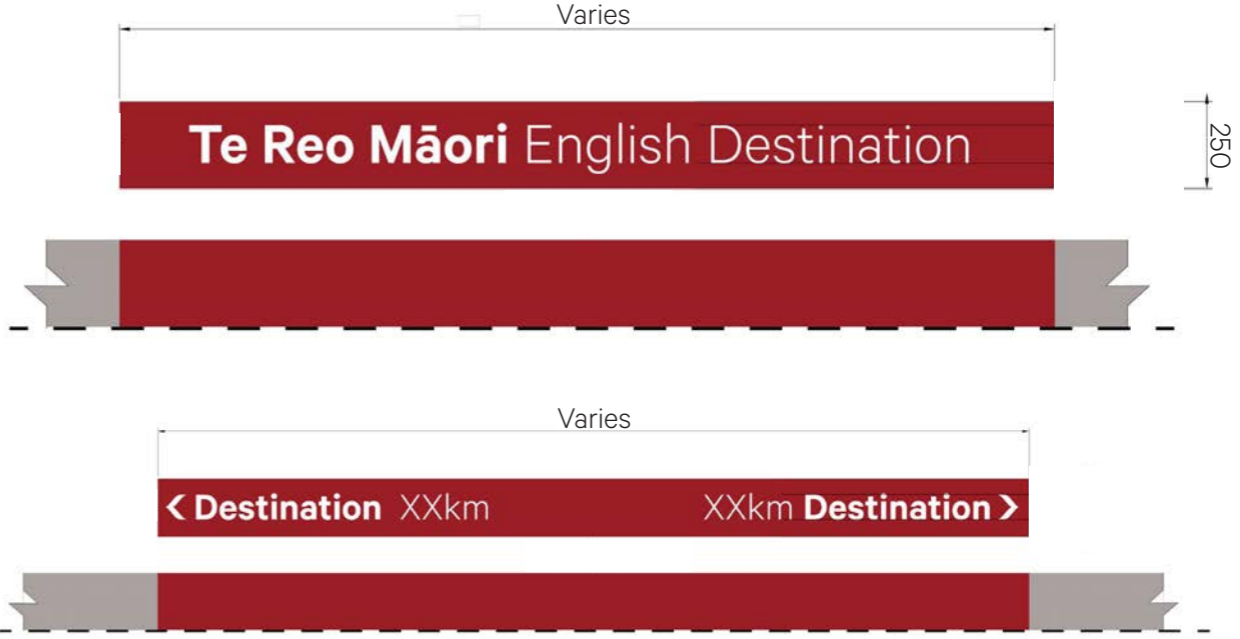 Varies
Te Reo Māori English Destination
250
Varies
Destination XXkm
XXkm Destination